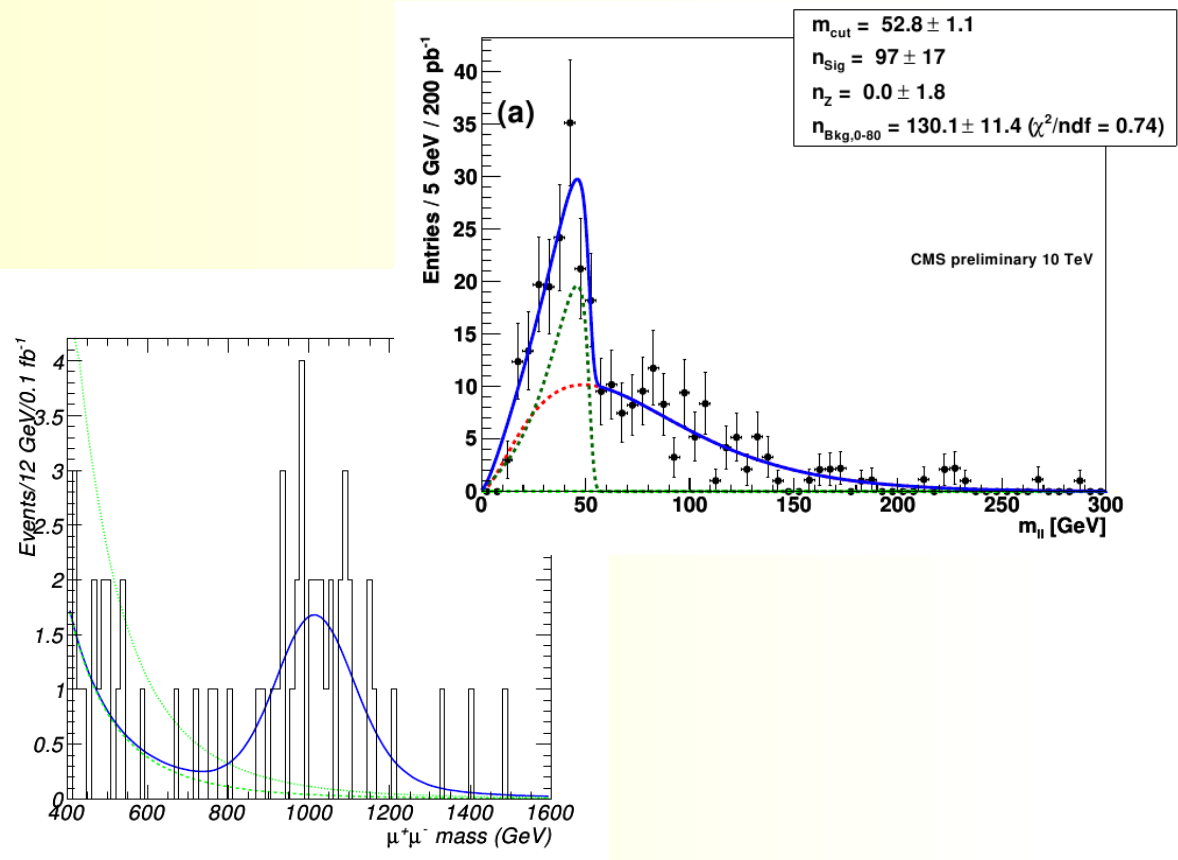 m_cut = 52.8 ± 1.1
n_Sig = 97 ± 17
n_Z = 0.0 ± 1.8
n_Bkg,0-80 = 130.1 ± 11.4 (χ²/ndf = 0.74)
Entries / 5 GeV / 200 pb⁻¹
(a)
CMS preliminary 10 TeV
40
35
30
25
20
15
10
5
0
0 50 100 150 200 250 300
m_ll [GeV]
Events/12 GeV/0.1 fb⁻¹
4
3.5
3
2.5
2
1.5
1
0.5
0
400 600 800 1000 1200 1400 1600
μ⁺μ⁻ mass (GeV)